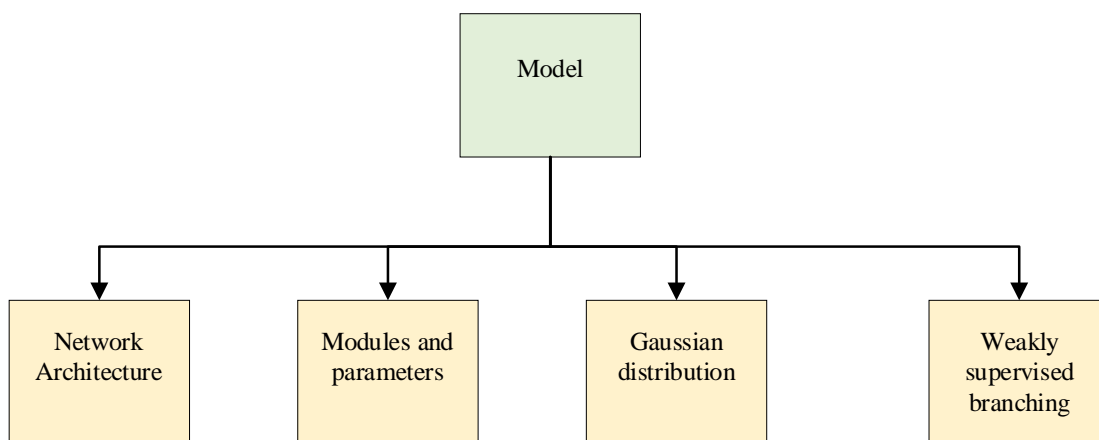 Model
Network
Architecture
Modules and
parameters
Gaussian
distribution
Weakly
supervised
branching